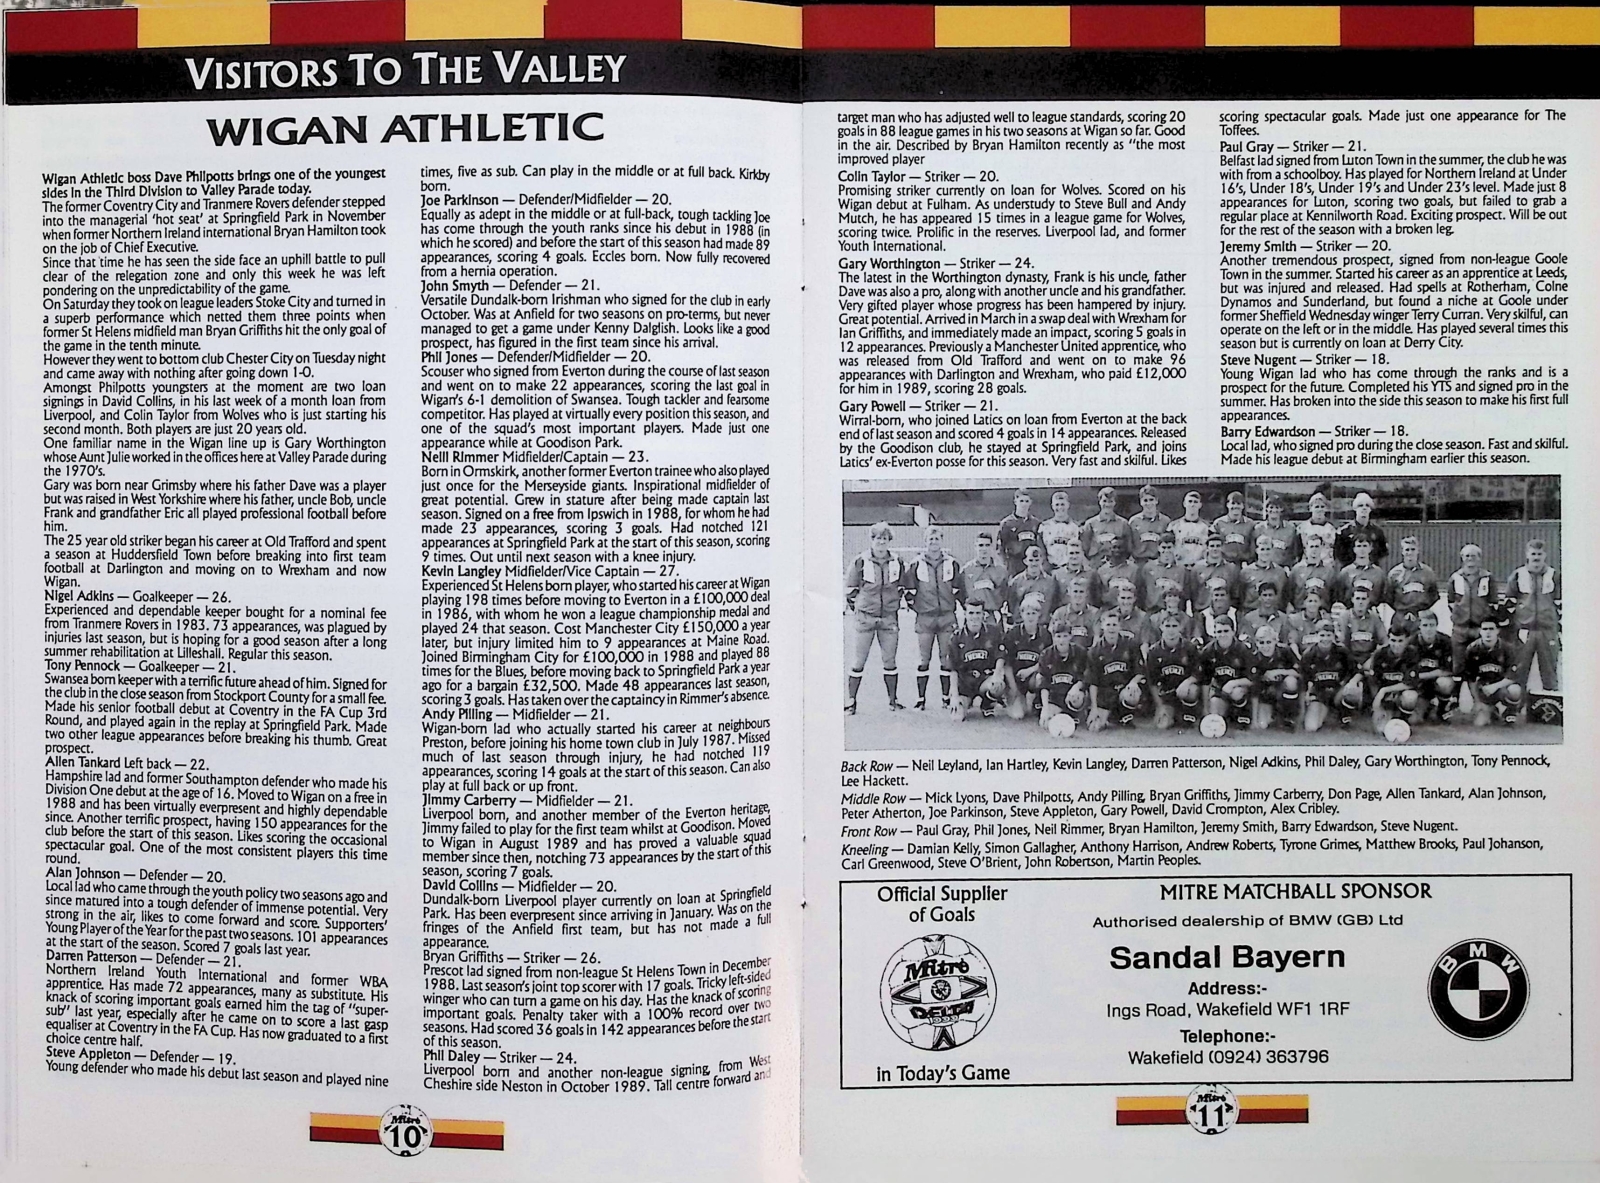 VISITORS TO THE VALLEY
WIGAN ATHLETIC
Wigan Athletic boss Dave Philpotts brings one of the youngest
sides in the Third Division to Valley Parade today.
The former Coventry City and Tranmere Rovers defender stepped
into the managerial 'hot seat' at Springfield Park in November
when former Northern Ireland international Bryan Hamilton took
on the job of Chief Executive.
Since that time he has seen the side face an uphill battle to pull
clear of the relegation zone and only this week he was left
pondering on the unpredictability of the game.
On Saturday they took on league leaders Stoke City and turned in
a superb performance which netted them three points when
former St Helens midfield man Bryan Griffiths hit the only goal of
the game in the tenth minute.
However they went to bottom club Chester City on Tuesday night
and came away with nothing after going down 1-0.
Amongst Philpotts youngsters at the moment are two loan
signings in David Collins, in his last week of a month loan from
Liverpool, and Colin Taylor from Wolves who is just starting his
second month. Both players are just 20 years old.
One familiar name in the Wigan line up is Gary Worthington
whose Aunt Julie worked in the offices here at Valley Parade during
the 1970's.
Gary was born near Grimsby where his father Dave was a player
but was raised in West Yorkshire where his father, uncle Bob, uncle
Frank and grandfather Eric all played professional football before
him.
The 25 year old striker began his career at Old Trafford and spent
a season at Huddersfield Town before breaking into first team
football at Darlington and moving on to Wrexham and now
Wigan.
Nigel Adkins — Goalkeeper — 26.
Experienced and dependable keeper bought for a nominal fee
from Tranmere Rovers in 1983. 73 appearances, was plagued by
injuries last season, but is hoping for a good season after a long
summer rehabilitation at Lilleshall. Regular this season.
Tony Pennock — Goalkeeper — 21.
Swansea born keeper with a terrific future ahead of him. Signed for
the club in the close season from Stockport County for a small fee.
Made his senior football debut at Coventry in the FA Cup 3rd
Round, and played again in the replay at Springfield Park. Made
two other league appearances before breaking his thumb. Great
prospect.
Allen Tankard Left back — 22.
Hampshire lad and former Southampton defender who made his
Division One debut at the age of 16. Moved to Wigan on a free in
1988 and has been virtually everpresent and highly dependable
since. Another terrific prospect, having 150 appearances for the
club before the start of this season. Likes scoring the occasional
spectacular goal. One of the most consistent players this time
round.
Alan Johnson — Defender — 20.
Local lad who came through the youth policy two seasons ago and
since matured into a tough defender of immense potential. Very
strong in the air, likes to come forward and score. Supporters'
Young Player of the Year for the past two seasons. 101 appearances
at the start of the season. Scored 7 goals last year.
Darren Patterson — Defender — 21.
Northern Ireland Youth International and former WBA
apprentice. Has made 72 appearances, many as substitute. His
knack of scoring important goals earned him the tag of "super-
sub" last year, especially after he came on to score a last gasp
equaliser at Coventry in the FA Cup. Has now graduated to a first
choice centre half.
Steve Appleton — Defender — 19.
Young defender who made his debut last season and played nine
times, five as sub. Can play in the middle or at full back. Kirkby
born.
Joe Parkinson — Defender/Midfielder — 20.
Equally as adept in the middle or at full-back, tough tackling Joe
has come through the youth ranks since his debut in 1988 (in
which he scored) and before the start of this season had made 89
appearances, scoring 4 goals. Eccles born. Now fully recovered
from a hernia operation.
John Smyth — Defender — 21.
Versatile Dundalk-born Irishman who signed for the club in early
October. Was at Anfield for two seasons on pro-terms, but never
managed to get a game under Kenny Dalglish. Looks like a good
prospect, has figured in the first team since his arrival.
Phil Jones — Defender/Midfielder — 20.
Scouser who signed from Everton during the course of last season
and went on to make 22 appearances, scoring the last goal in
Wigan's 6-1 demolition of Swansea. Tough tackler and fearsome
competitor. Has played at virtually every position this season, and
one of the squad's most important players. Made just one
appearance while at Goodison Park.
Neill Rimmer Midfielder/Captain — 23.
Born in Ormskirk, another former Everton trainee who also played
just once for the Merseyside giants. Inspirational midfielder of
great potential. Grew in stature after being made captain last
season. Signed on a free from Ipswich in 1988, for whom he had
made 23 appearances, scoring 3 goals. Had notched 121
appearances at Springfield Park at the start of this season, scoring
9 times. Out until next season with a knee injury.
Kevin Langley Midfielder/Vice Captain — 27.
Experienced St Helens born player, who started his career at Wigan
playing 198 times before moving to Everton in a £100,000 deal
in 1986, with whom he won a league championship medal and
played 24 that season. Cost Manchester City £150,000 a year
later, but injury limited him to 9 appearances at Maine Road.
Joined Birmingham City for £100,000 in 1988 and played 88
times for the Blues, before moving back to Springfield Park a year
ago for a bargain £32,500. Made 48 appearances last season,
scoring 3 goals. Has taken over the captaincy in Rimmer's absence.
Andy Pilling — Midfielder — 21.
Wigan-born lad who actually started his career at neighbours
Preston, before joining his home town club in July 1987. Missed
much of last season through injury, he had notched 119
appearances, scoring 14 goals at the start of this season. Can also
play at full back or up front.
Jimmy Carberry — Midfielder — 21.
Liverpool born, and another member of the Everton heritage,
Jimmy failed to play for the first team whilst at Goodison. Moved
to Wigan in August 1989 and has proved a valuable squad
member since then, notching 73 appearances by the start of this
season, scoring 7 goals.
David Collins — Midfielder — 20.
Dundalk-born Liverpool player currently on loan at Springfield
Park. Has been everpresent since arriving in January. Was on the
fringes of the Anfield first team, but has not made a full
appearance.
Bryan Griffiths — Striker — 26.
Prescot lad signed from non-league St Helens Town in December
1988. Last season's joint top scorer with 17 goals. Tricky left-sided
winger who can turn a game on his day. Has the knack of scoring
important goals. Penalty taker with a 100% record over two
seasons. Had scored 36 goals in 142 appearances before the start
of this season.
Phil Daley — Striker — 24.
Liverpool born and another non-league signing, from West
Cheshire side Neston in October 1989. Tall centre forward and
Mitre
10
target man who has adjusted well to league standards, scoring 20
goals in 88 league games in his two seasons at Wigan so far. Good
in the air. Described by Bryan Hamilton recently as "the most
improved player
Colin Taylor — Striker — 20.
Promising striker currently on loan for Wolves. Scored on his
Wigan debut at Fulham. As understudy to Steve Bull and Andy
Mutch, he has appeared 15 times in a league game for Wolves,
scoring twice. Prolific in the reserves. Liverpool lad, and former
Youth International.
Gary Worthington — Striker — 24.
The latest in the Worthington dynasty, Frank is his uncle, father
Dave was also a pro, along with another uncle and his grandfather.
Very gifted player whose progress has been hampered by injury.
Great potential. Arrived in March in a swap deal with Wrexham for
Ian Griffiths, and immediately made an impact, scoring 5 goals in
12 appearances. Previously a Manchester United apprentice, who
was released from Old Trafford and went on to make 96
appearances with Darlington and Wrexham, who paid £12,000
for him in 1989, scoring 28 goals.
Gary Powell — Striker — 21.
Wirral-born, who joined Latics on loan from Everton at the back
end of last season and scored 4 goals in 14 appearances. Released
by the Goodison club, he stayed at Springfield Park, and joins
Latics' ex-Everton posse for this season. Very fast and skilful. Likes
scoring spectacular goals. Made just one appearance for The
Toffees.
Paul Gray — Striker — 21.
Belfast lad signed from Luton Town in the summer, the club he was
with from a schoolboy. Has played for Northern Ireland at Under
16's, Under 18's, Under 19's and Under 23's level. Made just 8
appearances for Luton, scoring two goals, but failed to grab a
regular place at Kennilworth Road. Exciting prospect. Will be out
for the rest of the season with a broken leg.
Jeremy Smith — Striker — 20.
Another tremendous prospect, signed from non-league Goole
Town in the summer. Started his career as an apprentice at Leeds,
but was injured and released. Had spells at Rotherham, Colne
Dynamos and Sunderland, but found a niche at Goole under
former Sheffield Wednesday winger Terry Curran. Very skilful, can
operate on the left or in the middle. Has played several times this
season but is currently on loan at Derry City.
Steve Nugent — Striker — 18.
Young Wigan lad who has come through the ranks and is a
prospect for the future. Completed his YTS and signed pro in the
summer. Has broken into the side this season to make his first full
appearances.
Barry Edwardson — Striker — 18.
Local lad, who signed pro during the close season. Fast and skilful.
Made his league debut at Birmingham earlier this season.
Back Row — Neil Leyland, Ian Hartley, Kevin Langley, Darren Patterson, Nigel Adkins, Phil Daley, Gary Worthington, Tony Pennock,
Lee Hackett.
Middle Row — Mick Lyons, Dave Philpotts, Andy Pilling, Bryan Griffiths, Jimmy Carberry, Don Page, Allen Tankard, Alan Johnson,
Peter Atherton, Joe Parkinson, Steve Appleton, Gary Powell, David Crompton, Alex Cribley.
Front Row — Paul Gray, Phil Jones, Neil Rimmer, Bryan Hamilton, Jeremy Smith, Barry Edwardson, Steve Nugent.
Kneeling — Damian Kelly, Simon Gallagher, Anthony Harrison, Andrew Roberts, Tyrone Grimes, Matthew Brooks, Paul Johanson,
Carl Greenwood, Steve O'Brient, John Robertson, Martin Peoples.
Official Supplier
of Goals
Mitre
DELTA
in Today's Game
MITRE MATCHBALL SPONSOR
Authorised dealership of BMW (GB) Ltd
Sandal Bayern
Address:-
Ings Road, Wakefield WF1 1RF
Telephone:-
Wakefield (0924) 363796
BMW
Mitre
11